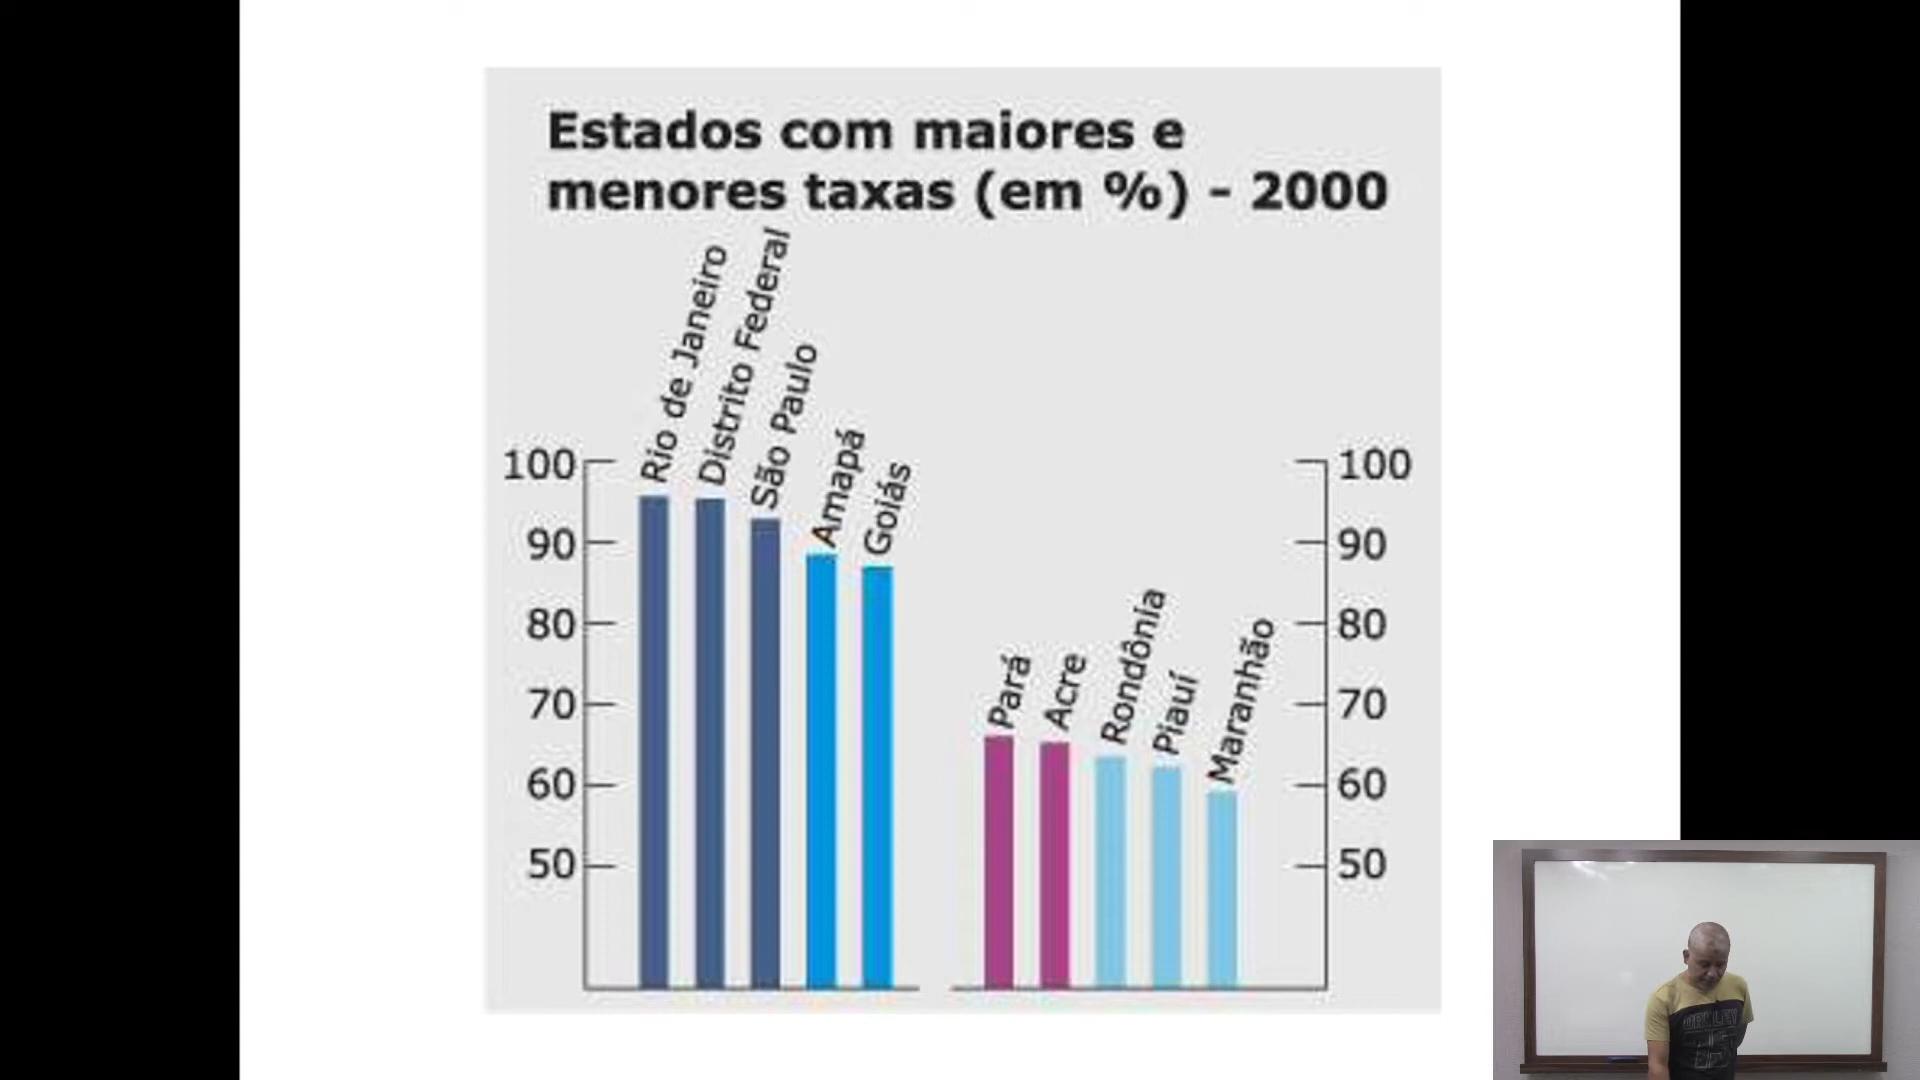 Estados com maiores e
menores taxas (em %) - 2000
Rio de Janeiro
Distrito Federal
São Paulo
Amapá
Goiás
Pará
Acre
Rondônia
Piauí
Maranhão
100
90
80
70
60
50
100
90
80
70
60
50